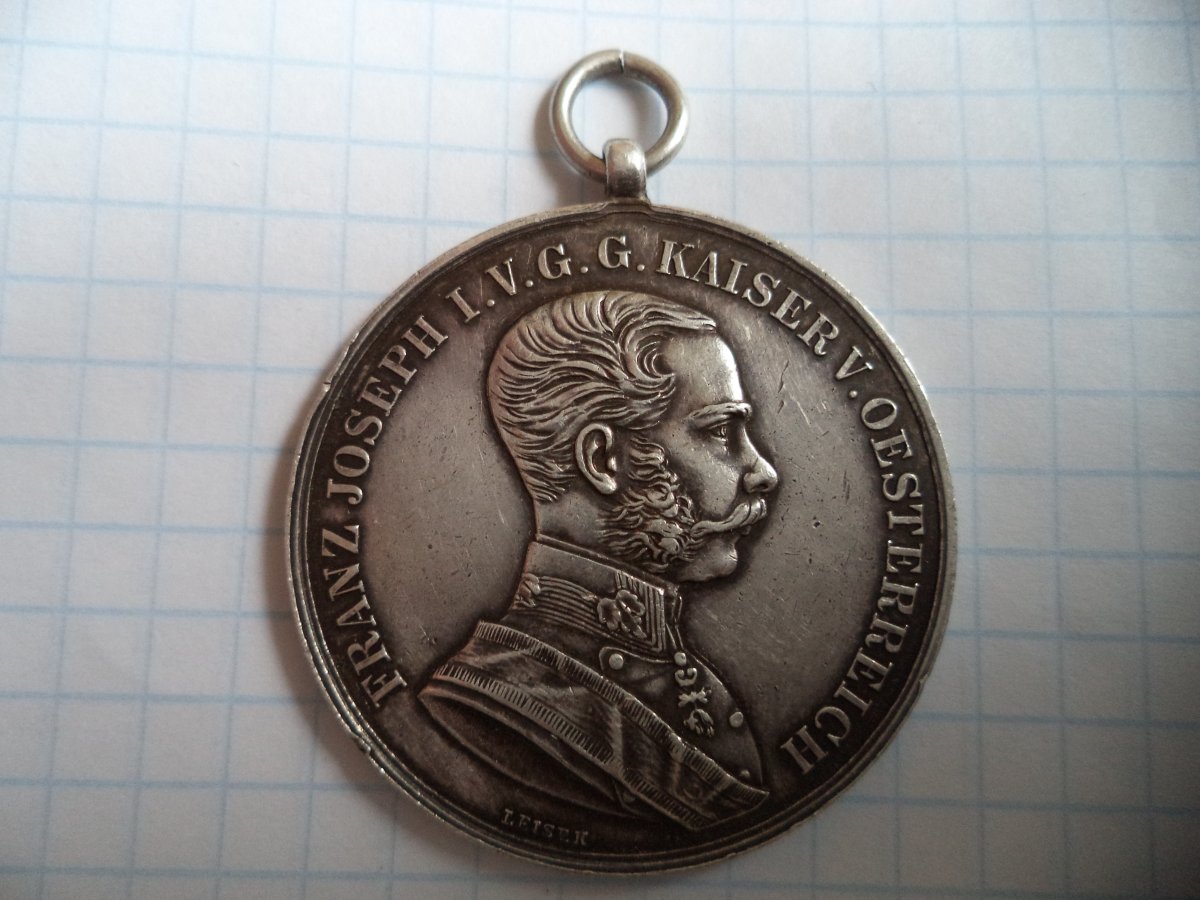 FRANZ JOSEPH I. V. G. G. KAISER V. OESTERREICH
LEISEK